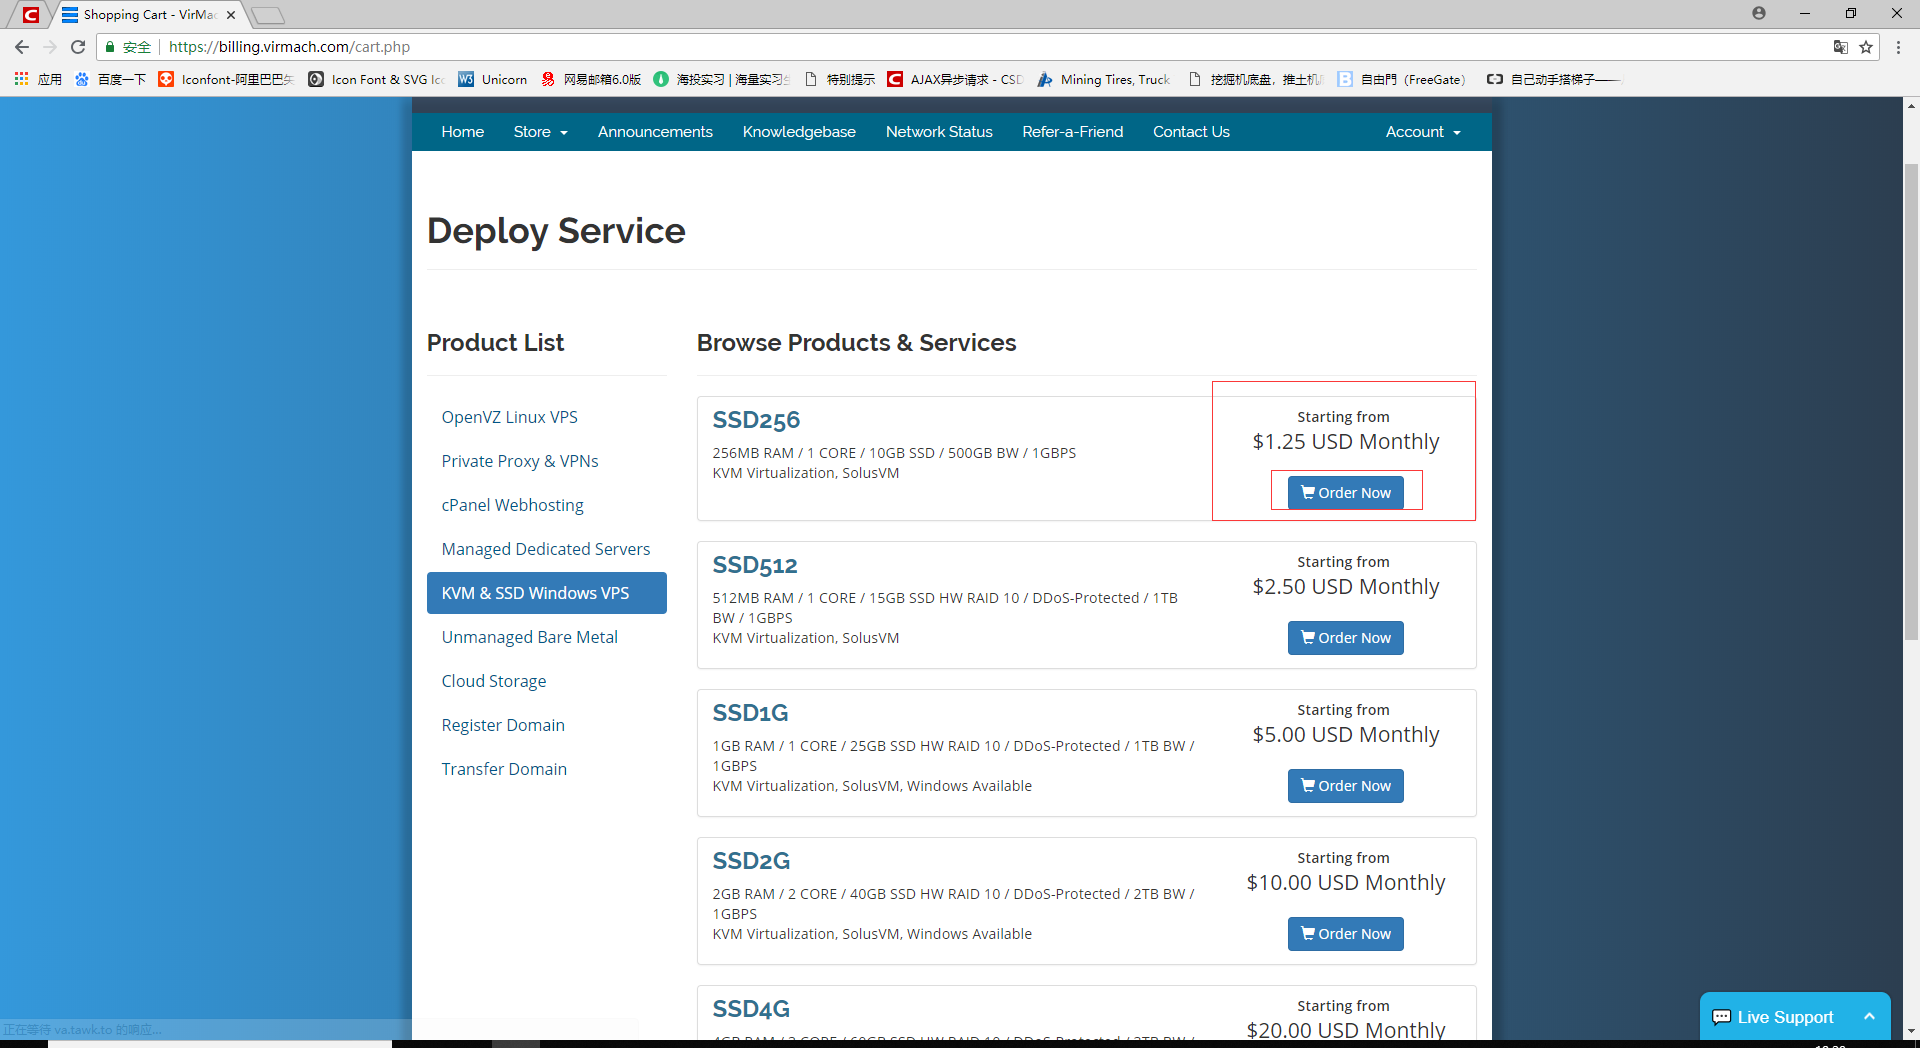 Shopping Cart - VirMac
安全
https://billing.virmach.com/cart.php
应用
百度一下
Iconfont-阿里巴巴矢
Icon Font & SVG Ico
Unicorn
网易邮箱6.0版
海投实习 | 海量实习生
特别提示
AJAX异步请求 - CSD
Mining Tires, Truck
挖掘机底盘，推土机底
自由門（FreeGate）
自己动手搭梯子——
Home
Store
Announcements
Knowledgebase
Network Status
Refer-a-Friend
Contact Us
Account
Deploy Service
Product List
OpenVZ Linux VPS
Private Proxy & VPNs
cPanel Webhosting
Managed Dedicated Servers
KVM & SSD Windows VPS
Unmanaged Bare Metal
Cloud Storage
Register Domain
Transfer Domain
Browse Products & Services
SSD256
256MB RAM / 1 CORE / 10GB SSD / 500GB BW / 1GBPS
KVM Virtualization, SolusVM
Starting from
$1.25 USD Monthly
Order Now
SSD512
512MB RAM / 1 CORE / 15GB SSD HW RAID 10 / DDoS-Protected / 1TB
BW / 1GBPS
KVM Virtualization, SolusVM
Starting from
$2.50 USD Monthly
Order Now
SSD1G
1GB RAM / 1 CORE / 25GB SSD HW RAID 10 / DDoS-Protected / 1TB BW /
1GBPS
KVM Virtualization, SolusVM, Windows Available
Starting from
$5.00 USD Monthly
Order Now
SSD2G
2GB RAM / 2 CORE / 40GB SSD HW RAID 10 / DDoS-Protected / 2TB BW /
1GBPS
KVM Virtualization, SolusVM, Windows Available
Starting from
$10.00 USD Monthly
Order Now
SSD4G
Starting from
$20.00 USD Monthly
Live Support
正在等待 va.tawk.to 的响应...